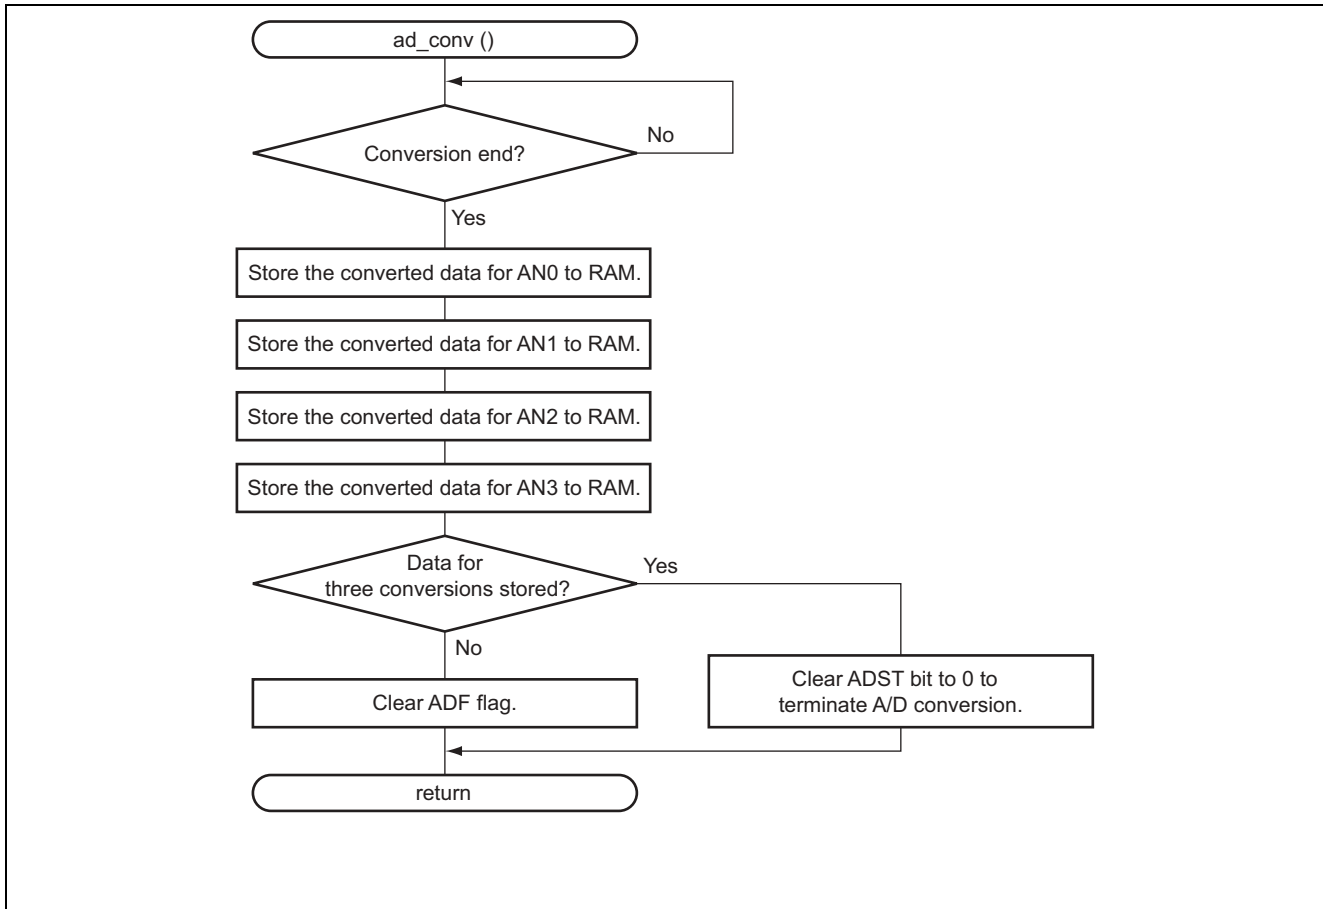 ad_conv ()
No
Conversion end?
Yes
Store the converted data for AN0 to RAM.
Store the converted data for AN1 to RAM.
Store the converted data for AN2 to RAM.
Store the converted data for AN3 to RAM.
Data for
three conversions stored?
Yes
No
Clear ADF flag.
Clear ADST bit to 0 to
terminate A/D conversion.
return